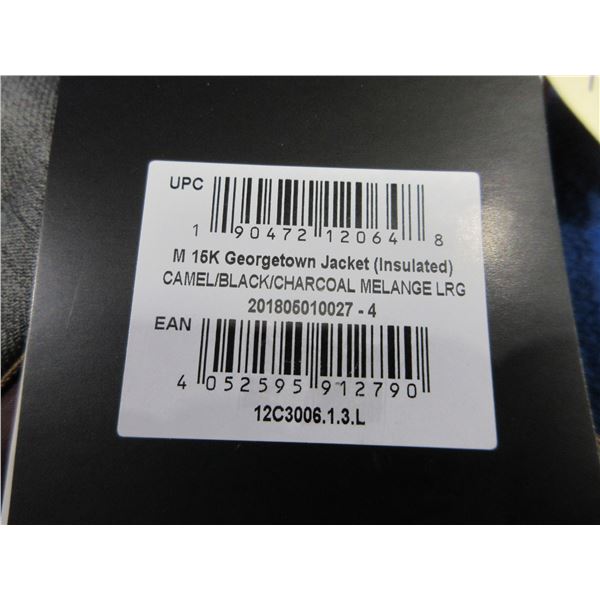 UPC
1 90472 12064 8
M 15K Georgetown Jacket (Insulated)
CAMEL/BLACK/CHARCOAL MELANGE LRG
201805010027 - 4
EAN
4 052595 912790
12C3006.1.3.L